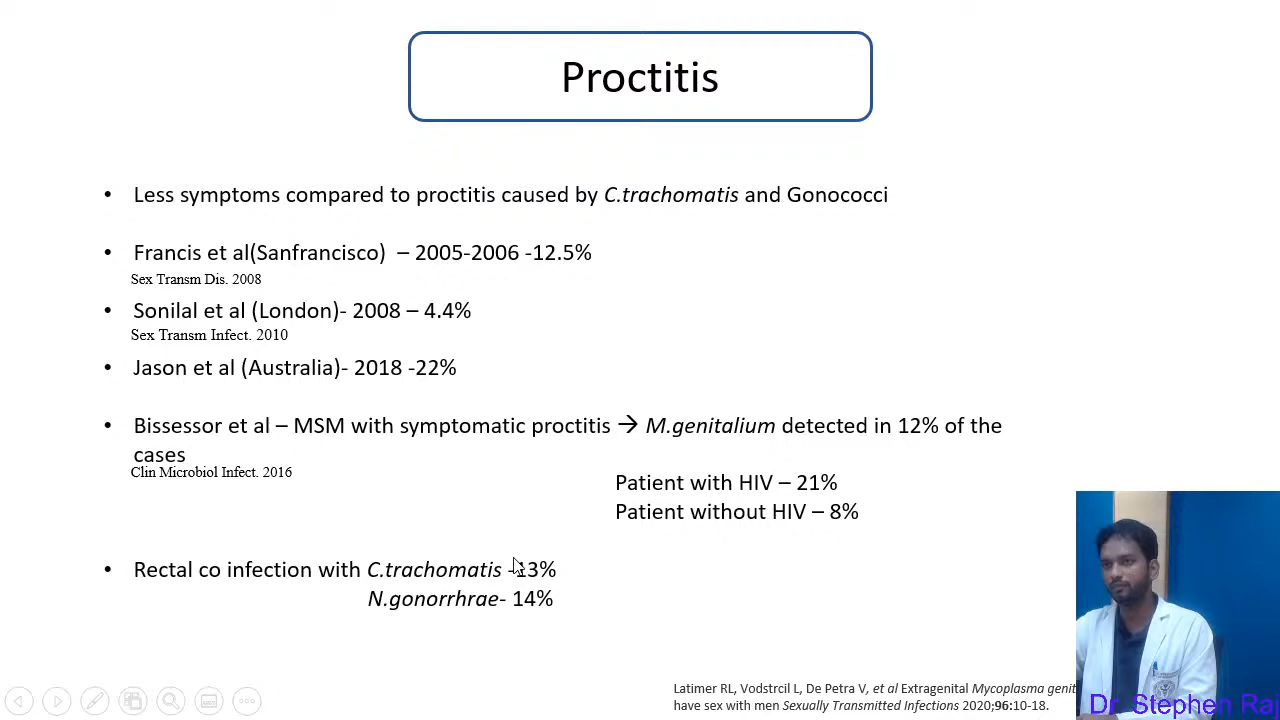 Proctitis
• Less symptoms compared to proctitis caused by C.trachomatis and Gonococci
• Francis et al(Sanfrancisco) – 2005-2006 -12.5%
Sex Transm Dis. 2008
• Sonilal et al (London)- 2008 – 4.4%
Sex Transm Infect. 2010
• Jason et al (Australia)- 2018 -22%
• Bissessor et al – MSM with symptomatic proctitis → M.genitalium detected in 12% of the
cases
Clin Microbiol Infect. 2016
Patient with HIV – 21%
Patient without HIV – 8%
• Rectal co infection with C.trachomatis -13%
N.gonorrhrae- 14%
Latimer RL, Vodstrcil L, De Petra V, et al Extragenital Mycoplasma genit
have sex with men Sexually Transmitted Infections 2020;96:10-18.
Dr. Stephen Raj